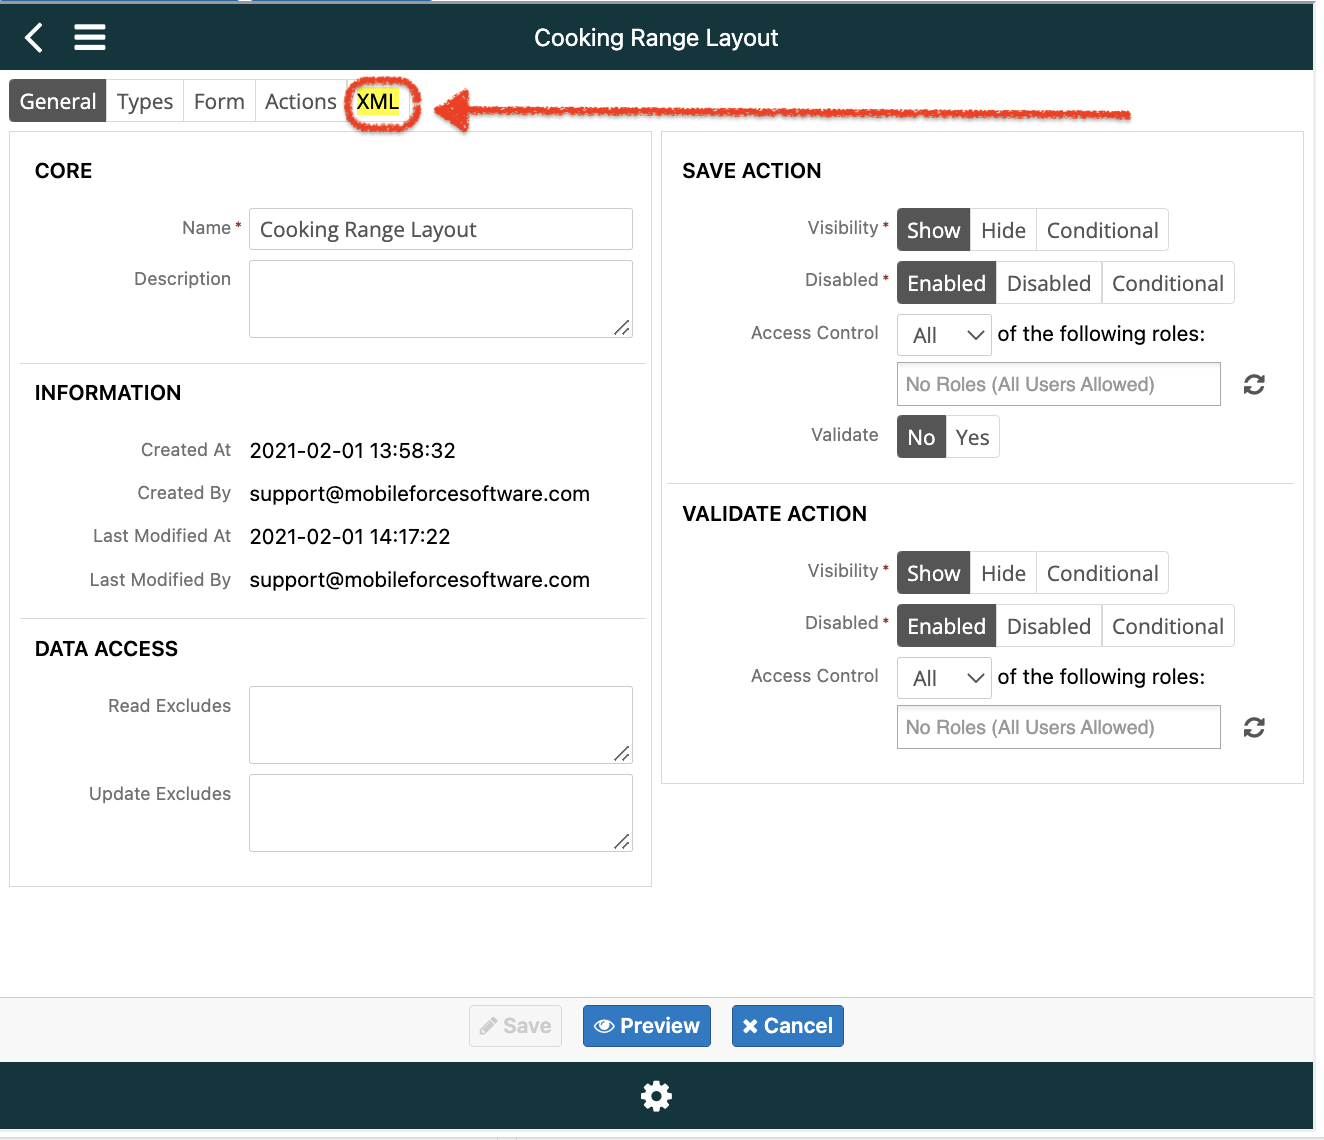 Cooking Range Layout
General Types Form Actions XML
CORE
Name *
Cooking Range Layout
Description
INFORMATION
Created At 2021-02-01 13:58:32
Created By support@mobileforcesoftware.com
Last Modified At 2021-02-01 14:17:22
Last Modified By support@mobileforcesoftware.com
DATA ACCESS
Read Excludes
Update Excludes
SAVE ACTION
Visibility * Show Hide Conditional
Disabled * Enabled Disabled Conditional
Access Control All of the following roles:
No Roles (All Users Allowed)
Validate No Yes
VALIDATE ACTION
Visibility * Show Hide Conditional
Disabled * Enabled Disabled Conditional
Access Control All of the following roles:
No Roles (All Users Allowed)
Save Preview Cancel